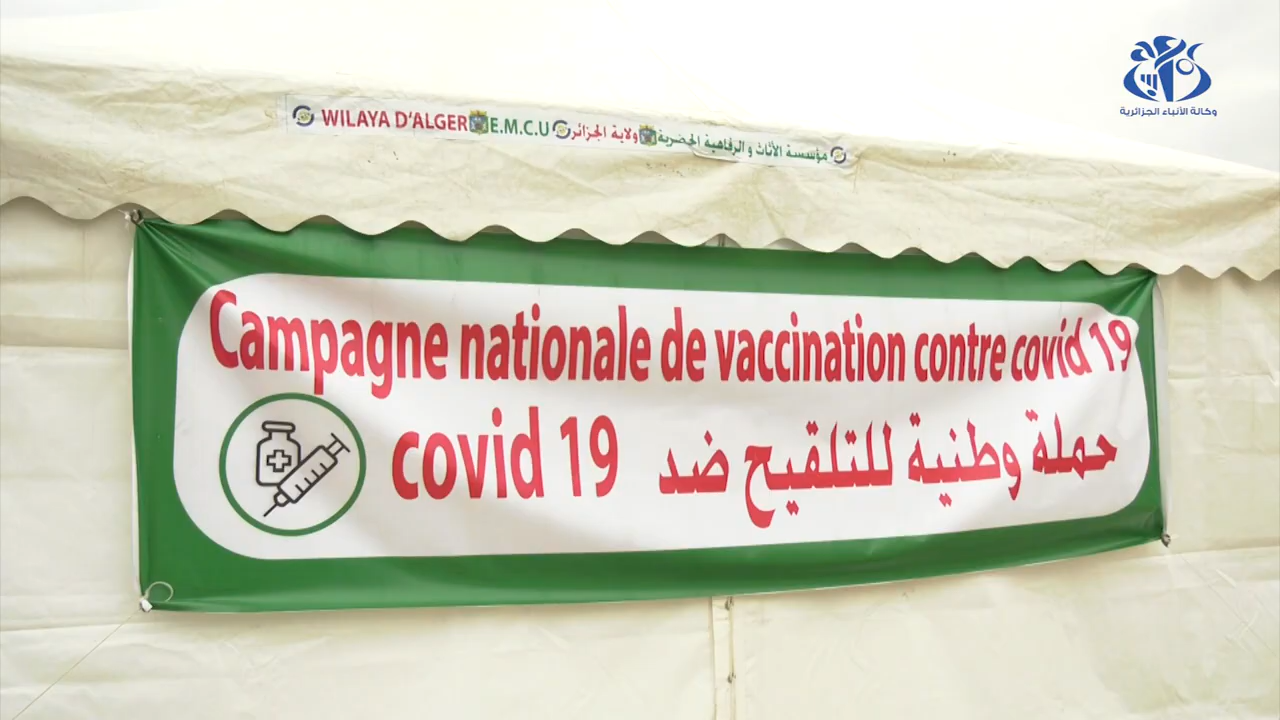 وكالة الأنباء الجزائرية
WILAYA D'ALGER E.M.C.U ولاية الجزائر مؤسسة الأثاث و الرفاهية الحضرية
Campagne nationale de vaccination contre covid 19
حملة وطنية للتلقيح ضد covid 19